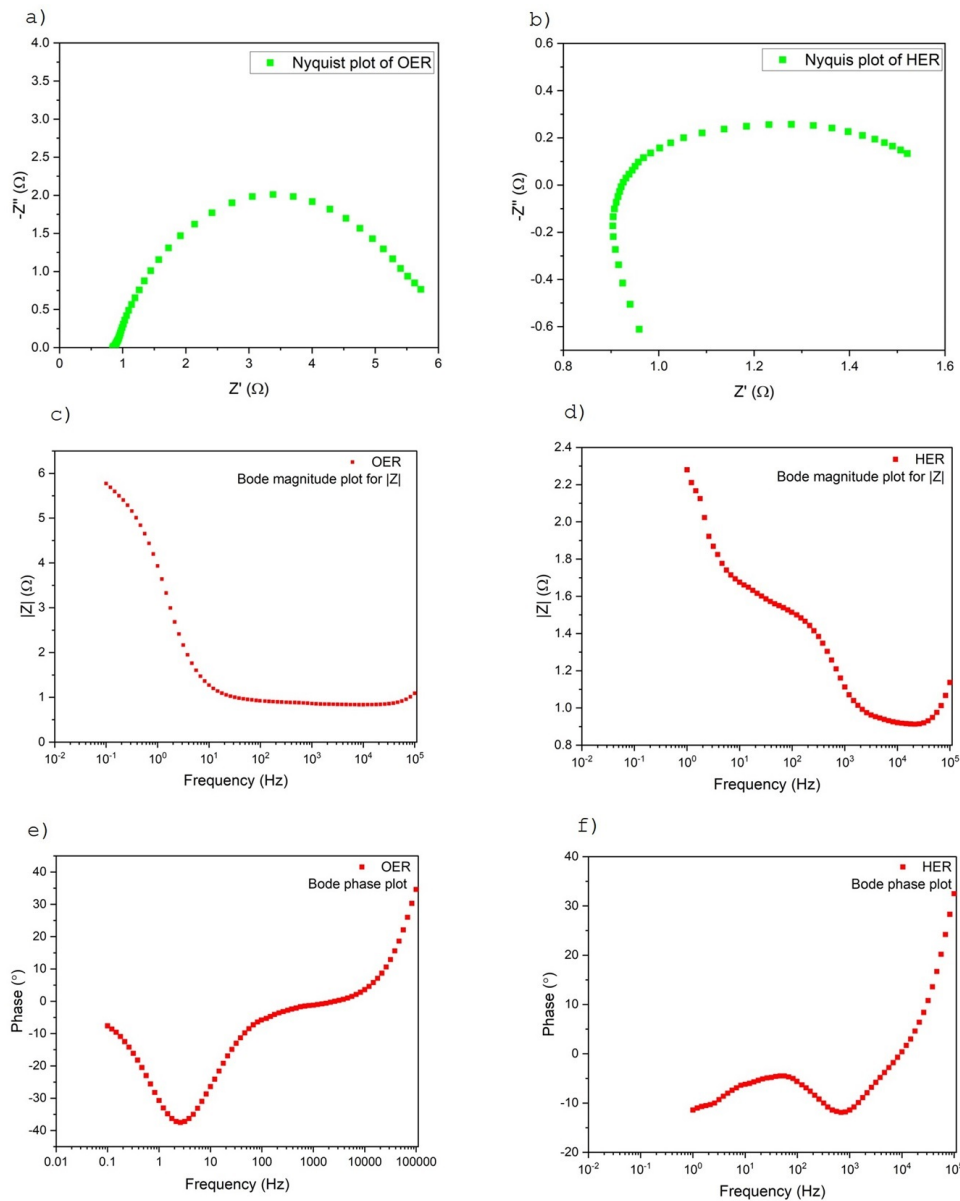 a)
4.0
3.5
3.0
2.5
2.0
1.5
1.0
0.5
0.0
-Z" (Ω)
Nyquist plot of OER
0 1 2 3 4 5 6
Z' (Ω)
b)
0.6
0.4
0.2
0.0
-0.2
-0.4
-0.6
-Z" (Ω)
Nyquis plot of HER
0.8 1.0 1.2 1.4 1.6
Z' (Ω)
c)
6
5
4
3
2
1
0
|Z| (Ω)
OER
Bode magnitude plot for |Z|
10⁻² 10⁻¹ 10⁰ 10¹ 10² 10³ 10⁴ 10⁵
Frequency (Hz)
d)
2.4
2.2
2.0
1.8
1.6
1.4
1.2
1.0
0.8
|Z| (Ω)
HER
Bode magnitude plot for |Z|
10⁻² 10⁻¹ 10⁰ 10¹ 10² 10³ 10⁴ 10⁵
Frequency (Hz)
e)
40
30
20
10
0
-10
-20
-30
-40
Phase (°)
OER
Bode phase plot
0.01 0.1 1 10 100 1000 10000 100000
Frequency (Hz)
f)
40
30
20
10
0
-10
-20
Phase (°)
HER
Bode phase plot
10⁻² 10⁻¹ 10⁰ 10¹ 10² 10³ 10⁴ 10⁵
Frequency (Hz)